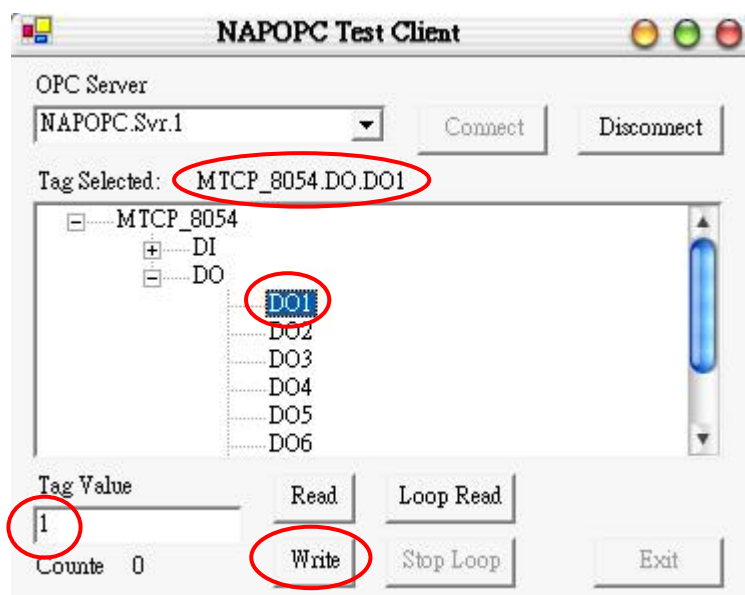 NAPOPC Test Client
OPC Server
NAPOPC.Svr.1 Connect Disconnect
Tag Selected: MTCP_8054.DO.DO1
MTCP_8054
DI
DO
DO1
DO2
DO3
DO4
DO5
DO6
Tag Value
Read Loop Read
1
Counte 0 Write Stop Loop Exit